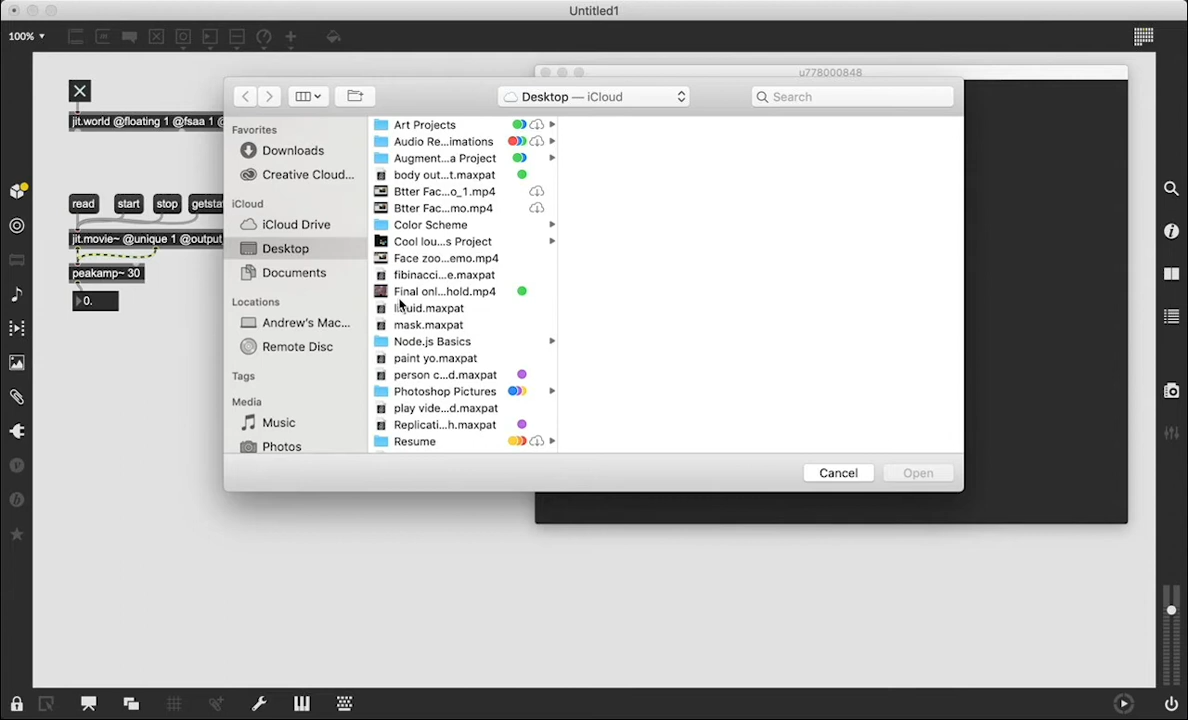 Untitled1
100%
u778000848
jit.world @floating 1 @fsaa 1 @
Desktop — iCloud
Search
Favorites
Downloads
Creative Cloud...
iCloud
iCloud Drive
Desktop
Documents
Locations
Andrew's Mac...
Remote Disc
Tags
Media
Music
Photos
Art Projects
Audio Re...imations
Augment...a Project
body out...t.maxpat
Btter Fac...o_1.mp4
Btter Fac...mo.mp4
Color Scheme
Cool lou...s Project
Face zoo...emo.mp4
fibinacci...e.maxpat
Final onl...hold.mp4
liquid.maxpat
mask.maxpat
Node.js Basics
paint yo.maxpat
person c...d.maxpat
Photoshop Pictures
play vide...d.maxpat
Replicati...h.maxpat
Resume
Cancel
Open
read
start
stop
getstat
jit.movie~ @unique 1 @output
peakamp~ 30
0.